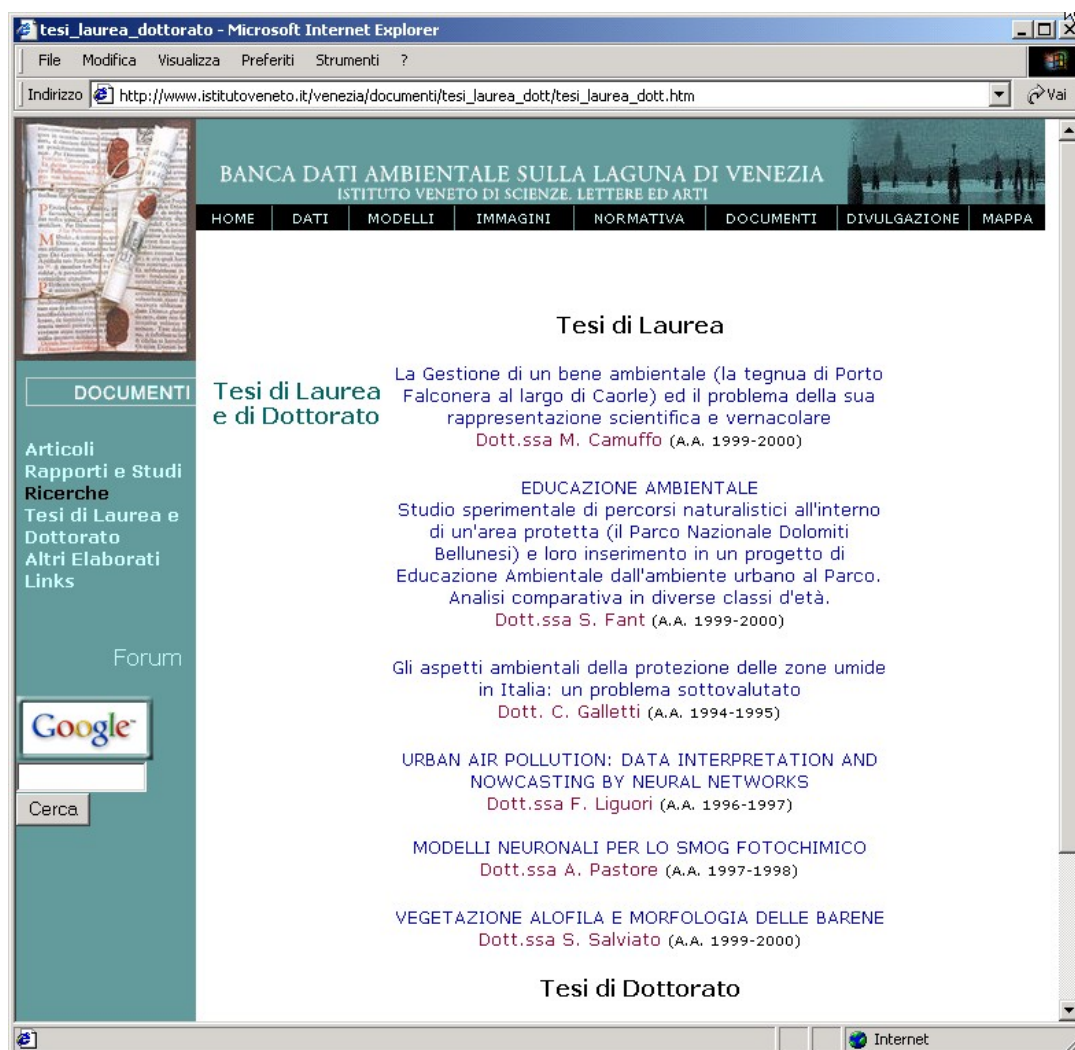 tesi_laurea_dottorato - Microsoft Internet Explorer
File Modifica Visualizza Preferiti Strumenti ?
Indirizzo http://www.istitutoveneto.it/venezia/documenti/tesi_laurea_dott/tesi_laurea_dott.htm Vai
BANCA DATI AMBIENTALE SULLA LAGUNA DI VENEZIA
ISTITUTO VENETO DI SCIENZE, LETTERE ED ARTI
HOME DATI MODELLI IMMAGINI NORMATIVA DOCUMENTI DIVULGAZIONE MAPPA
DOCUMENTI
Articoli
Rapporti e Studi
Ricerche
Tesi di Laurea e
Dottorato
Altri Elaborati
Links
Forum
Google
Cerca
Tesi di Laurea
e di Dottorato
Tesi di Laurea
La Gestione di un bene ambientale (la tegnua di Porto
Falconera al largo di Caorle) ed il problema della sua
rappresentazione scientifica e vernacolare
Dott.ssa M. Camuffo (A.A. 1999-2000)
EDUCAZIONE AMBIENTALE
Studio sperimentale di percorsi naturalistici all'interno
di un'area protetta (il Parco Nazionale Dolomiti
Bellunesi) e loro inserimento in un progetto di
Educazione Ambientale dall'ambiente urbano al Parco.
Analisi comparativa in diverse classi d'età.
Dott.ssa S. Fant (A.A. 1999-2000)
Gli aspetti ambientali della protezione delle zone umide
in Italia: un problema sottovalutato
Dott. C. Galletti (A.A. 1994-1995)
URBAN AIR POLLUTION: DATA INTERPRETATION AND
NOWCASTING BY NEURAL NETWORKS
Dott.ssa F. Liguori (A.A. 1996-1997)
MODELLI NEURONALI PER LO SMOG FOTOCHIMICO
Dott.ssa A. Pastore (A.A. 1997-1998)
VEGETAZIONE ALOFILA E MORFOLOGIA DELLE BARENE
Dott.ssa S. Salviato (A.A. 1999-2000)
Tesi di Dottorato
Internet